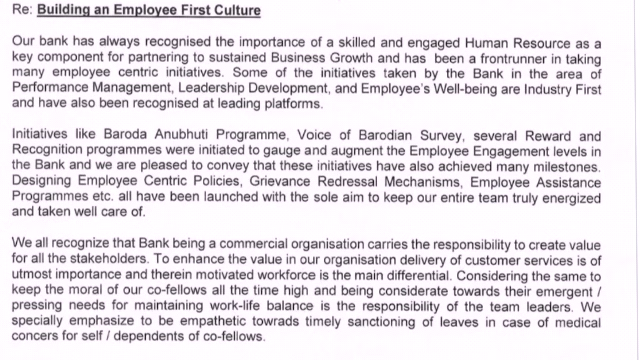 Re: Building an Employee First Culture
Our bank has always recognised the importance of a skilled and engaged Human Resource as a
key component for partnering to sustained Business Growth and has been a frontrunner in taking
many employee centric initiatives. Some of the initiatives taken by the Bank in the area of
Performance Management, Leadership Development, and Employee's Well-being are Industry First
and have also been recognised at leading platforms.
Initiatives like Baroda Anubhuti Programme, Voice of Barodian Survey, several Reward and
Recognition programmes were initiated to gauge and augment the Employee Engagement levels in
the Bank and we are pleased to convey that these initiatives have also achieved many milestones.
Designing Employee Centric Policies, Grievance Redressal Mechanisms, Employee Assistance
Programmes etc. all have been launched with the sole aim to keep our entire team truly energized
and taken well care of.
We all recognize that Bank being a commercial organisation carries the responsibility to create value
for all the stakeholders. To enhance the value in our organisation delivery of customer services is of
utmost importance and therein motivated workforce is the main differential. Considering the same to
keep the moral of our co-fellows all the time high and being considerate towards their emergent /
pressing needs for maintaining work-life balance is the responsibility of the team leaders. We
specially emphasize to be empathetic towrads timely sanctioning of leaves in case of medical
concers for self / dependents of co-fellows.